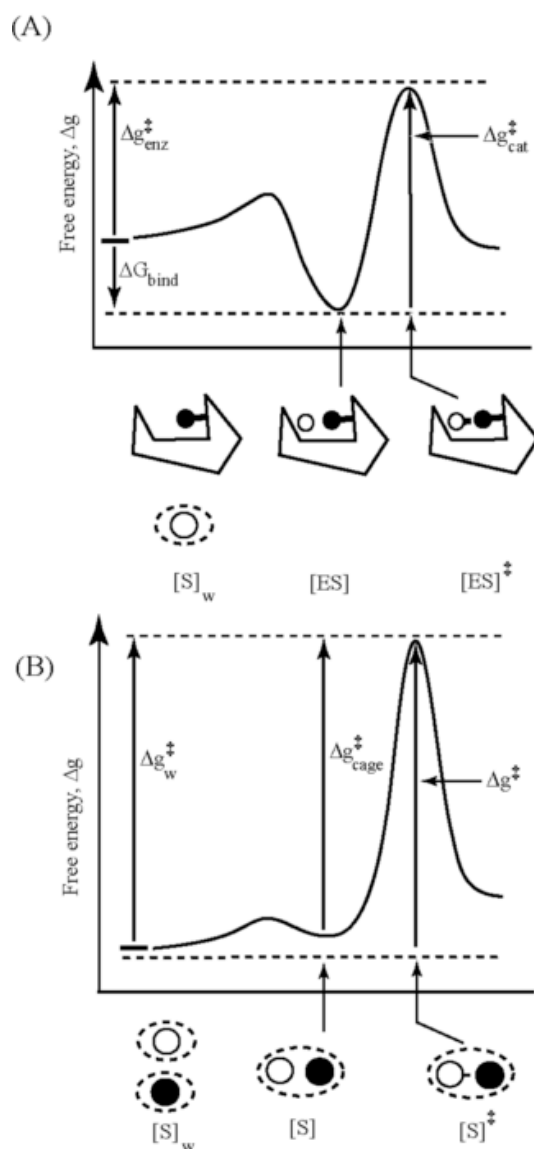 (A)
Free energy, Δg
Δg‡enz
ΔGbind
Δg‡cat
[S]w [ES] [ES]‡
(B)
Free energy, Δg
Δg‡w
Δg‡cage
Δg‡
[S]w [S] [S]‡